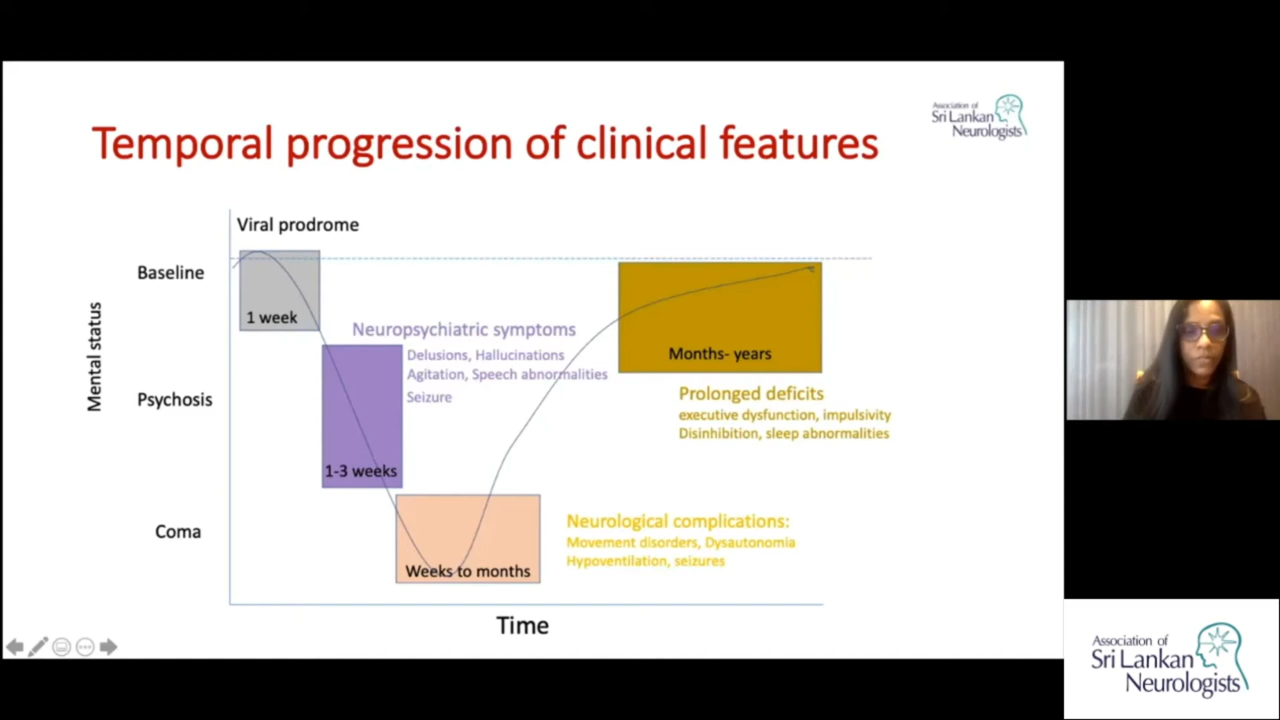 Temporal progression of clinical features
Association of
Sri Lankan
Neurologists
Viral prodrome
Baseline
1 week
Neuropsychiatric symptoms
Delusions, Hallucinations
Agitation, Speech abnormalities
Seizure
Months- years
Mental status
Psychosis
Prolonged deficits
executive dysfunction, impulsivity
Disinhibition, sleep abnormalities
1-3 weeks
Coma
Neurological complications:
Movement disorders, Dysautonomia
Hypoventilation, seizures
Weeks to months
Time
Association of
Sri Lankan
Neurologists